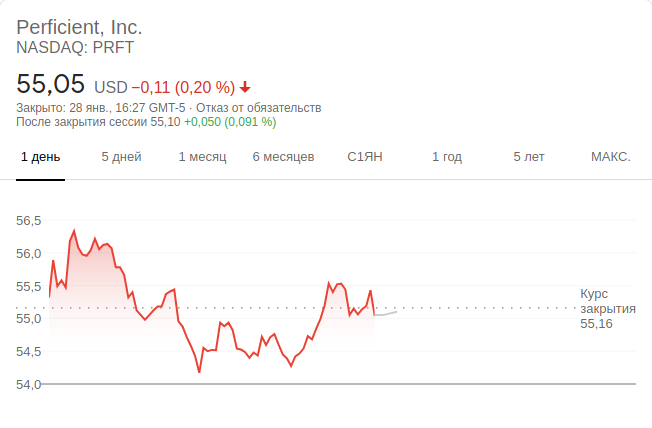 Perficient, Inc.
NASDAQ: PRFT
55,05 USD −0,11 (0,20 %)
Закрыто: 28 янв., 16:27 GMT-5 · Отказ от обязательств
После закрытия сессии 55,10 +0,050 (0,091 %)
1 день 5 дней 1 месяц 6 месяцев С1ЯН 1 год 5 лет МАКС.
56,5
56,0
55,5
55,0
54,5
54,0
Курс
закрытия
55,16